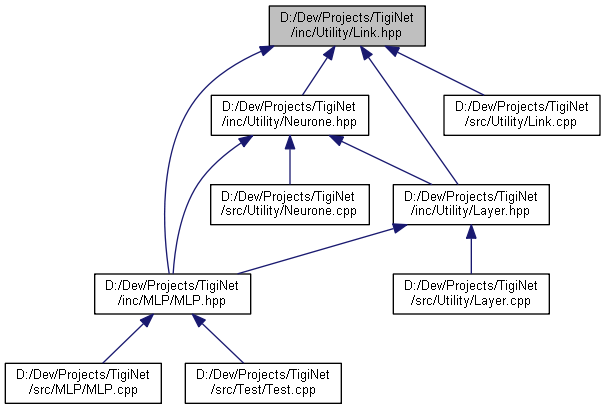 D:/Dev/Projects/TigiNet
/inc/Utility/Link.hpp
D:/Dev/Projects/TigiNet
/inc/Utility/Neurone.hpp
D:/Dev/Projects/TigiNet
/src/Utility/Link.cpp
D:/Dev/Projects/TigiNet
/src/Utility/Neurone.cpp
D:/Dev/Projects/TigiNet
/inc/Utility/Layer.hpp
D:/Dev/Projects/TigiNet
/inc/MLP/MLP.hpp
D:/Dev/Projects/TigiNet
/src/Utility/Layer.cpp
D:/Dev/Projects/TigiNet
/src/MLP/MLP.cpp
D:/Dev/Projects/TigiNet
/src/Test/Test.cpp